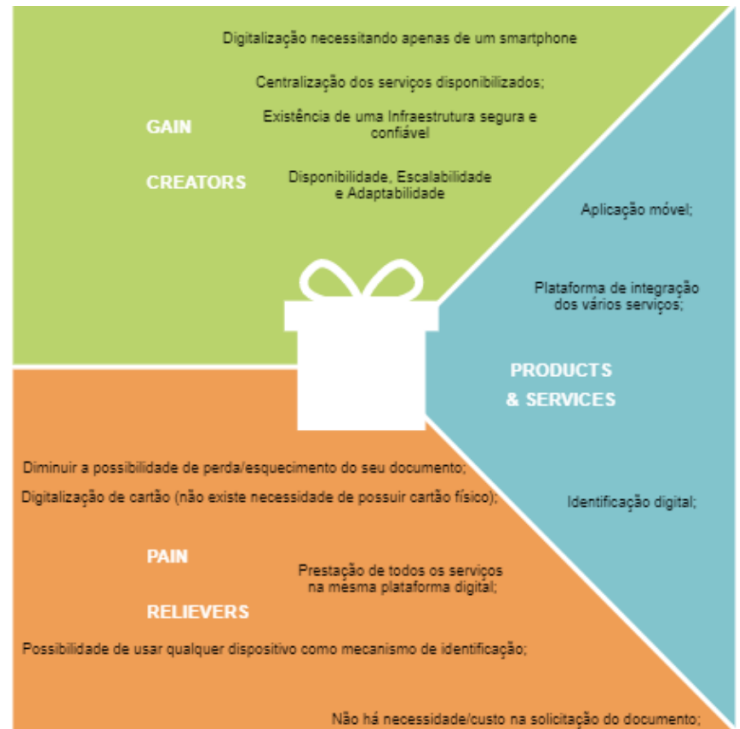 Digitalização necessitando apenas de um smartphone
Centralização dos serviços disponibilizados;
Existência de uma Infraestrutura segura e
confiável
GAIN
CREATORS
Disponibilidade, Escalabilidade
e Adaptabilidade
Aplicação móvel;
Plataforma de integração
dos vários serviços;
PRODUCTS
& SERVICES
Identificação digital;
Diminuir a possibilidade de perda/esquecimento do seu documento;
Digitalização de cartão (não existe necessidade de possuir cartão físico);
PAIN
RELIEVERS
Prestação de todos os serviços
na mesma plataforma digital;
Possibilidade de usar qualquer dispositivo como mecanismo de identificação;
Não há necessidade/custo na solicitação do documento;